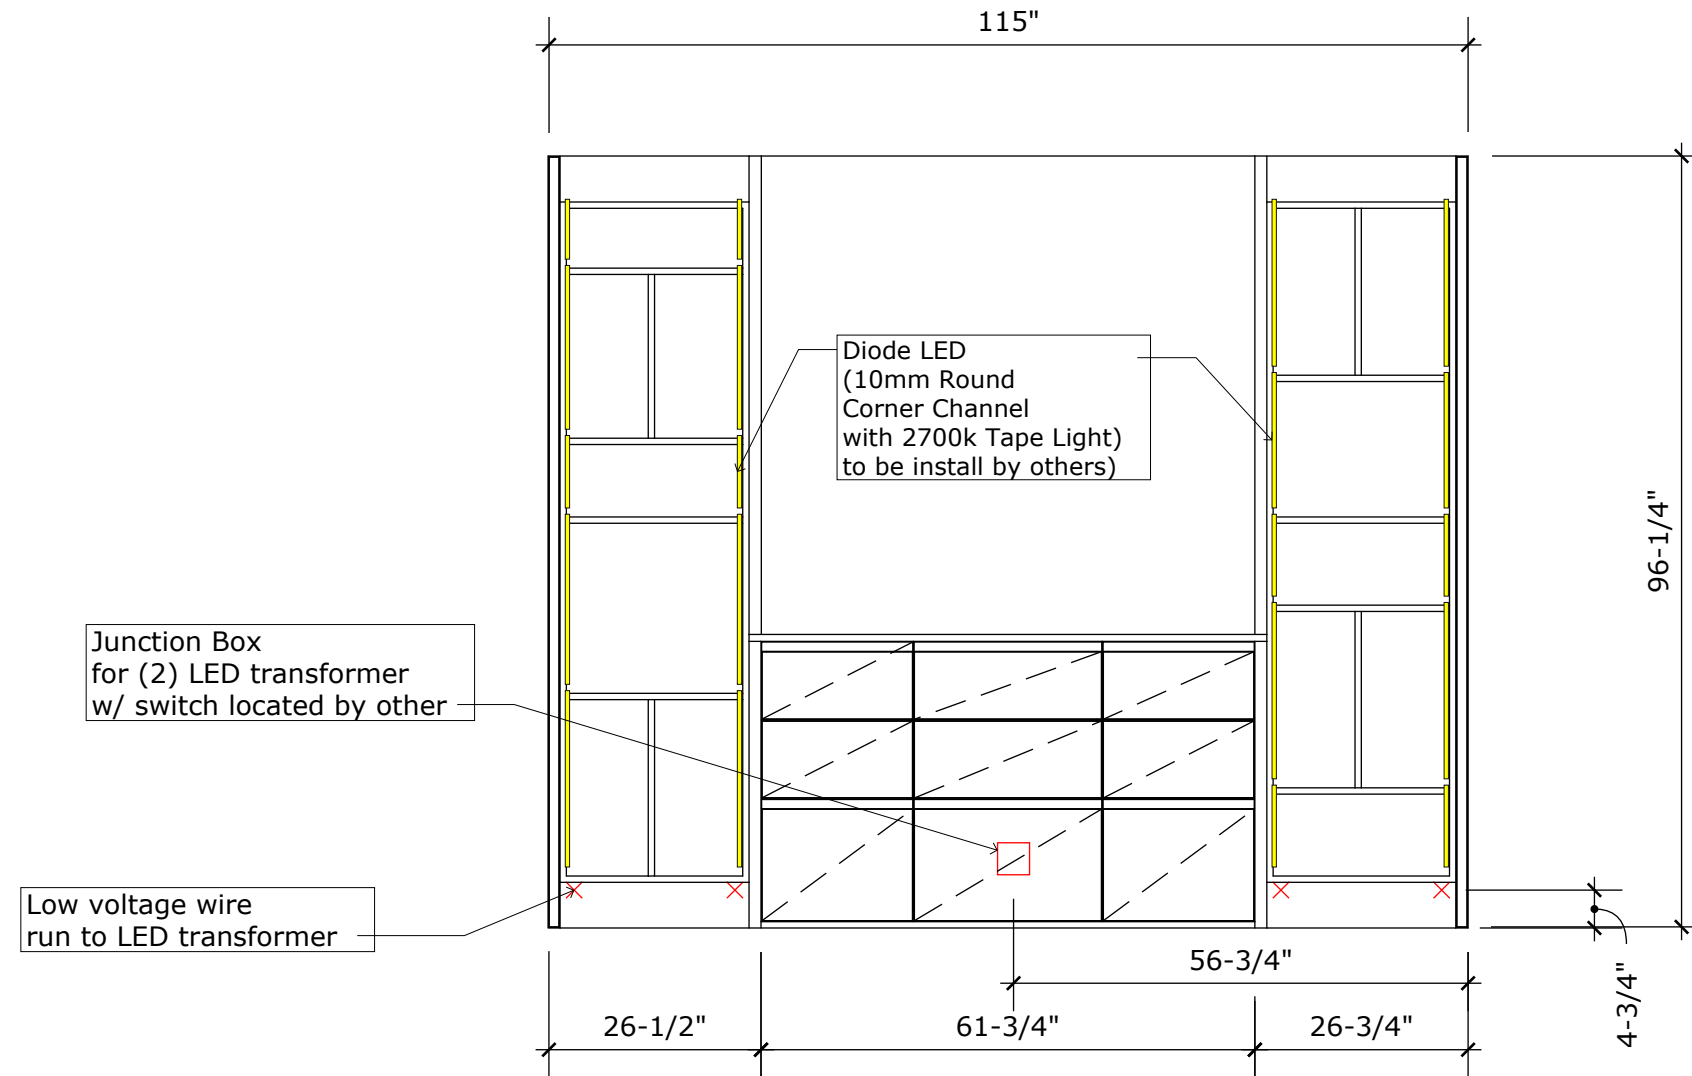 115"
Diode LED
(10mm Round
Corner Channel
with 2700k Tape Light)
to be install by others)
96-1/4"
Junction Box
for (2) LED transformer
w/ switch located by other
Low voltage wire
run to LED transformer
56-3/4"
4-3/4"
26-1/2"
61-3/4"
26-3/4"